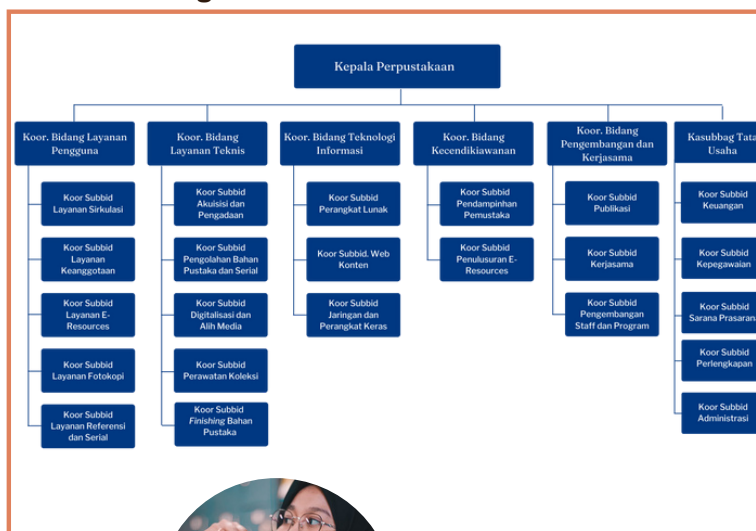 Kepala Perpustakaan
Koor. Bidang Layanan
Pengguna
Koor Subbid
Layanan Sirkulasi
Koor Subbid
Layanan
Keanggotaan
Koor Subbid
Layanan E-
Resources
Koor Subbid
Layanan Fotokopi
Koor Subbid
Layanan Referensi
dan Serial
Koor. Bidang
Layanan Teknis
Koor Subbid
Akuisisi dan
Pengadaan
Koor Subbid
Pengolahan Bahan
Pustaka dan Serial
Koor Subbid
Digitalisasi dan
Alih Media
Koor Subbid
Perawatan Koleksi
Koor Subbid
Finishing Bahan
Pustaka
Koor. Bidang Teknologi
Informasi
Koor Subbid
Perangkat Lunak
Koor Subbid. Web
Konten
Koor Subbid
Jaringan dan
Perangkat Keras
Koor. Bidang
Kecendikiawanan
Koor Subbid
Pendampinhan
Pemustaka
Koor Subbid
Penulusuran E-
Resources
Koor. Bidang
Pengembangan dan
Kerjasama
Koor Subbid
Publikasi
Koor Subbid
Kerjasama
Koor Subbid
Pengembangan
Staff dan Program
Kasubbag Tata
Usaha
Koor Subbid
Keuangan
Koor Subbid
Kepegawaian
Koor Subbid
Sarana Prasarana
Koor Subbid
Perlengkapan
Koor Subbid
Administrasi